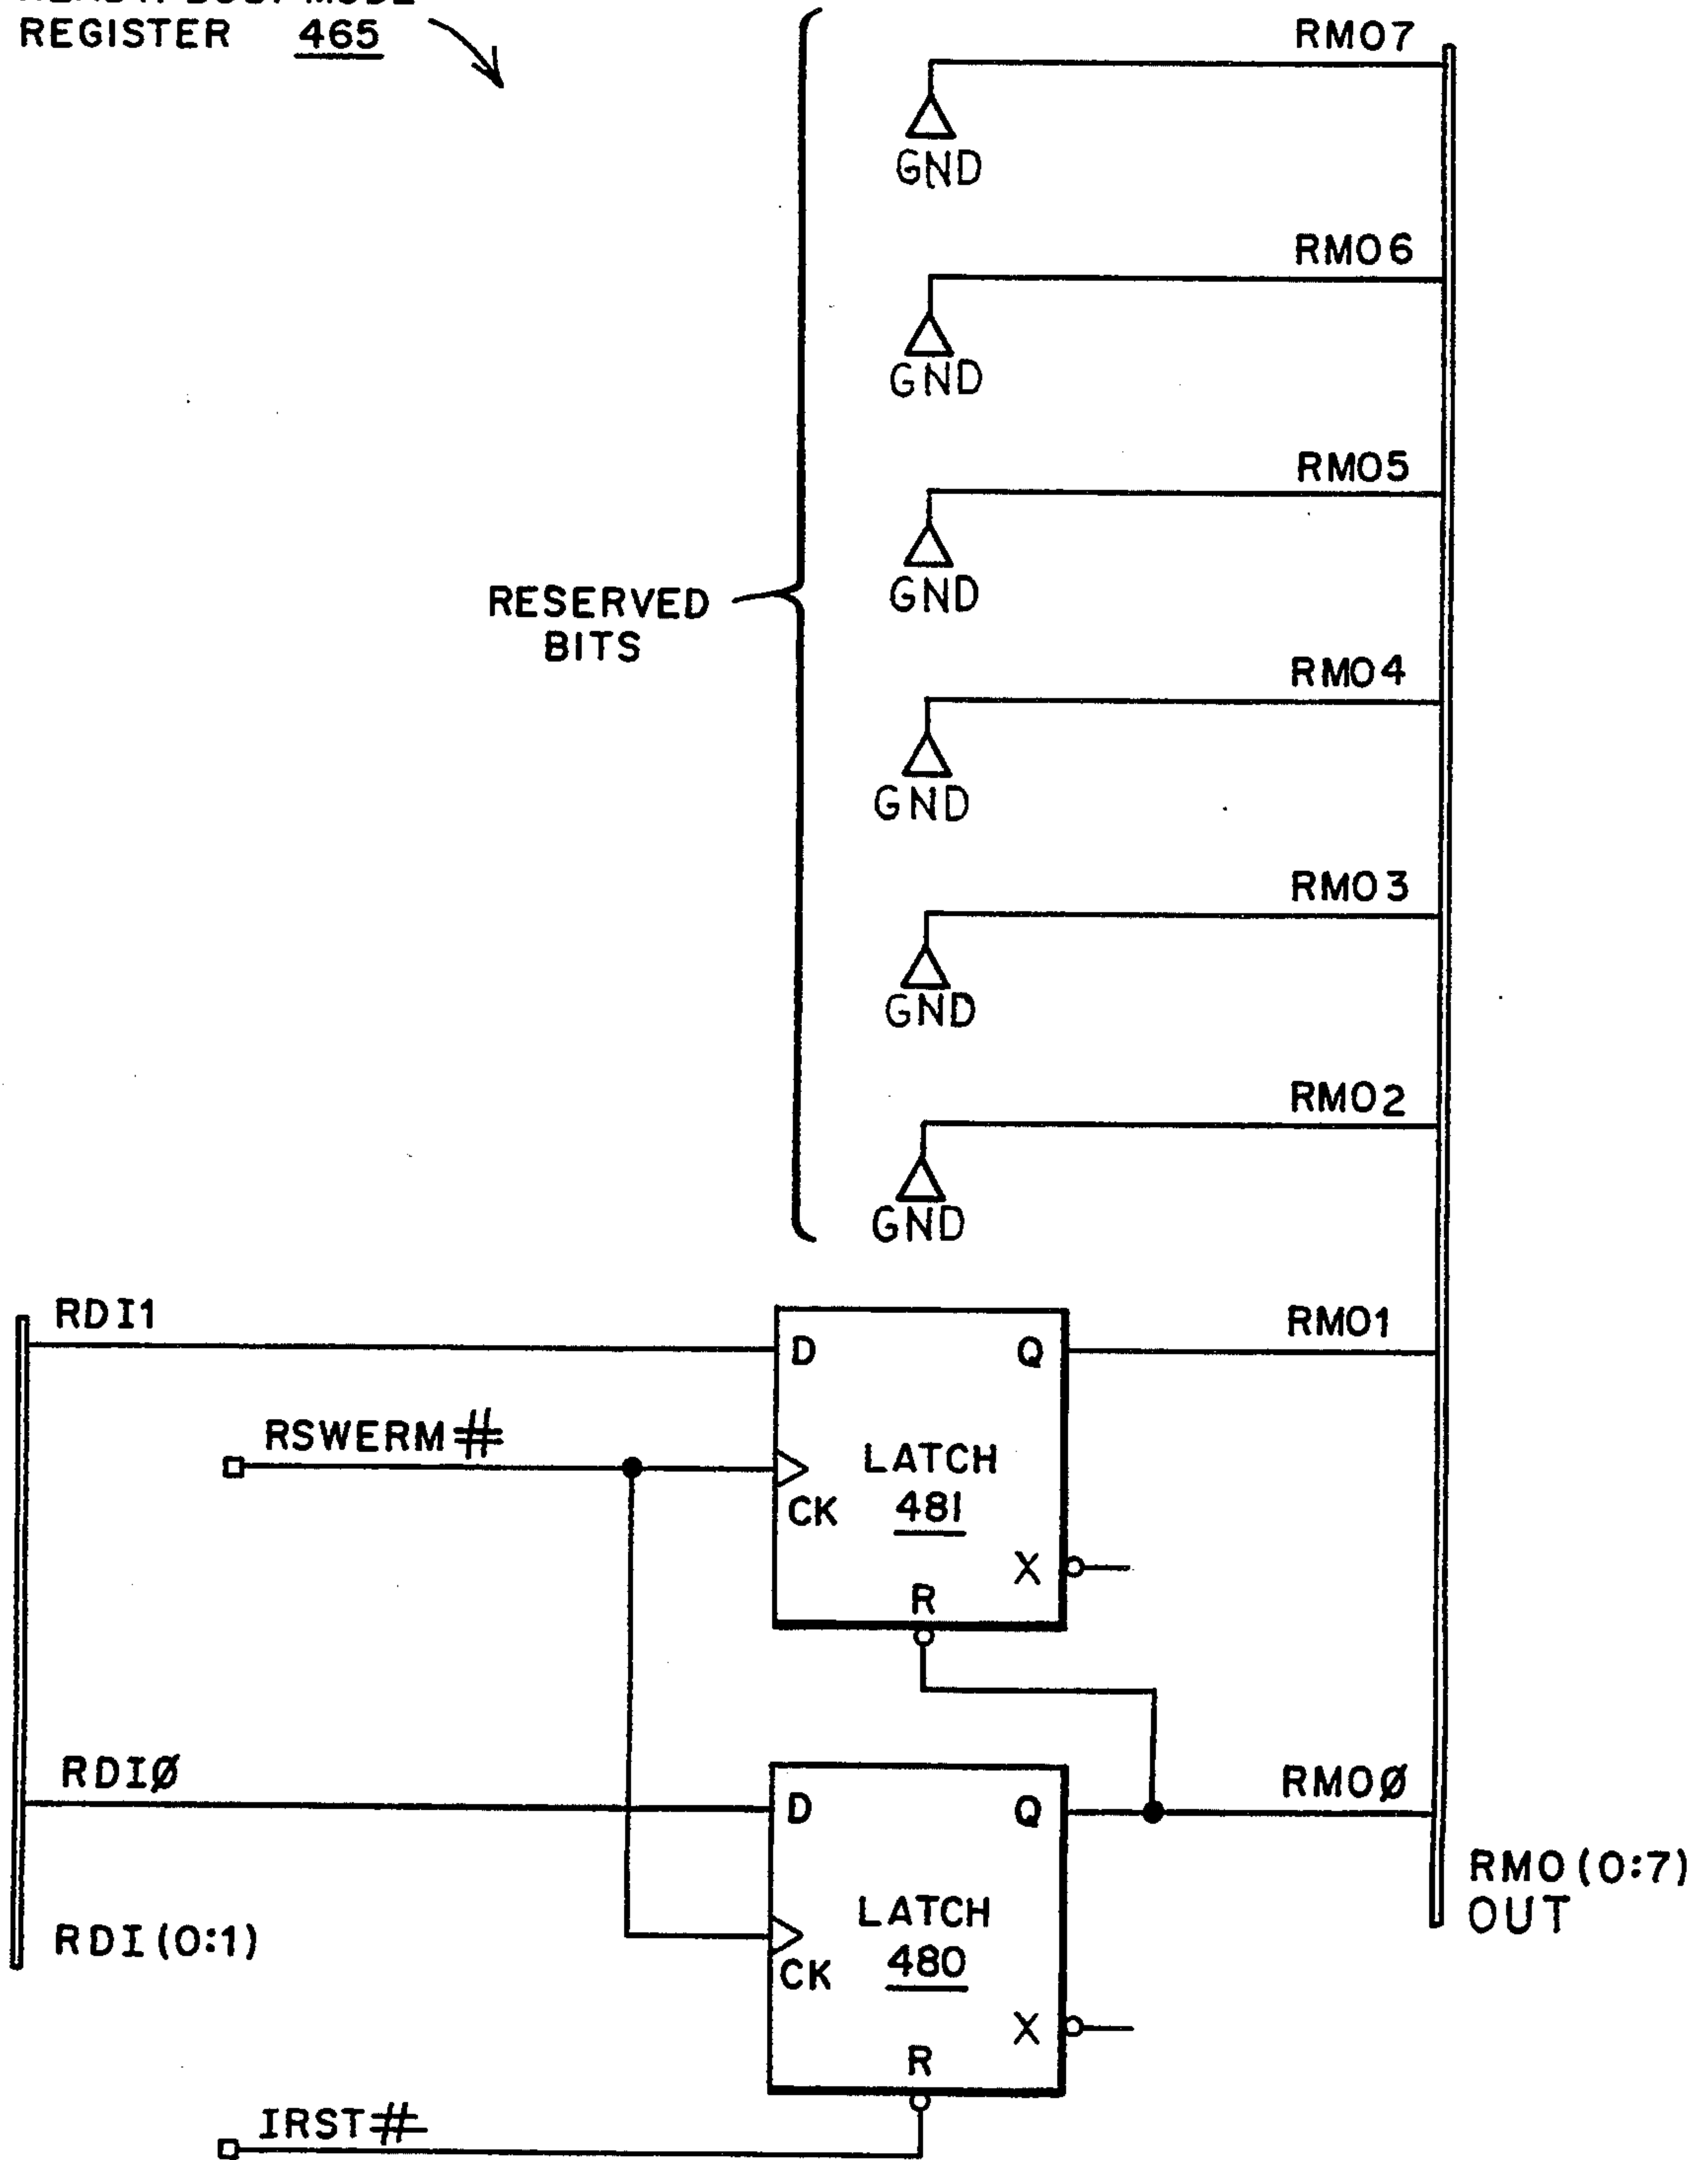 REGISTER 465
RMO7
GND
RMO6
GND
RMO5
GND
RESERVED
BITS
RMO4
GND
RMO3
GND
RMO2
GND
RDI1
D
Q
RMO1
RSWERM#
LATCH
481
CK
X
R
RDIØ
D
Q
RMOØ
RMO(0:7)
OUT
RDI(0:1)
LATCH
480
CK
X
R
IRST#